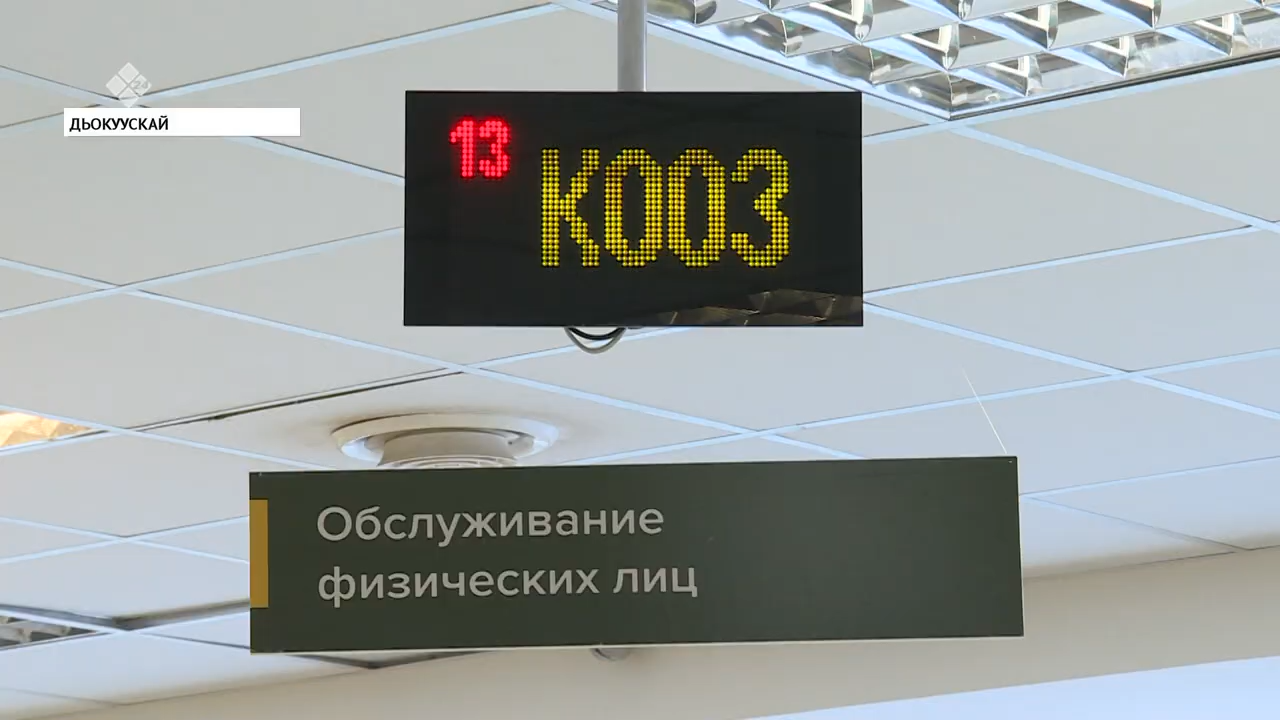 ДЬОКУУСКАЙ
13
К003
Обслуживание
физических лиц